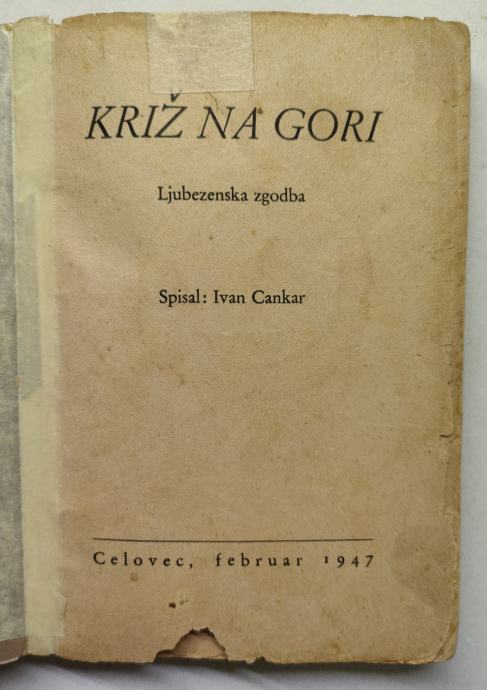 KRIŽ NA GORI
Ljubezenska zgodba
Spisal: Ivan Cankar
Celovec, februar 1947